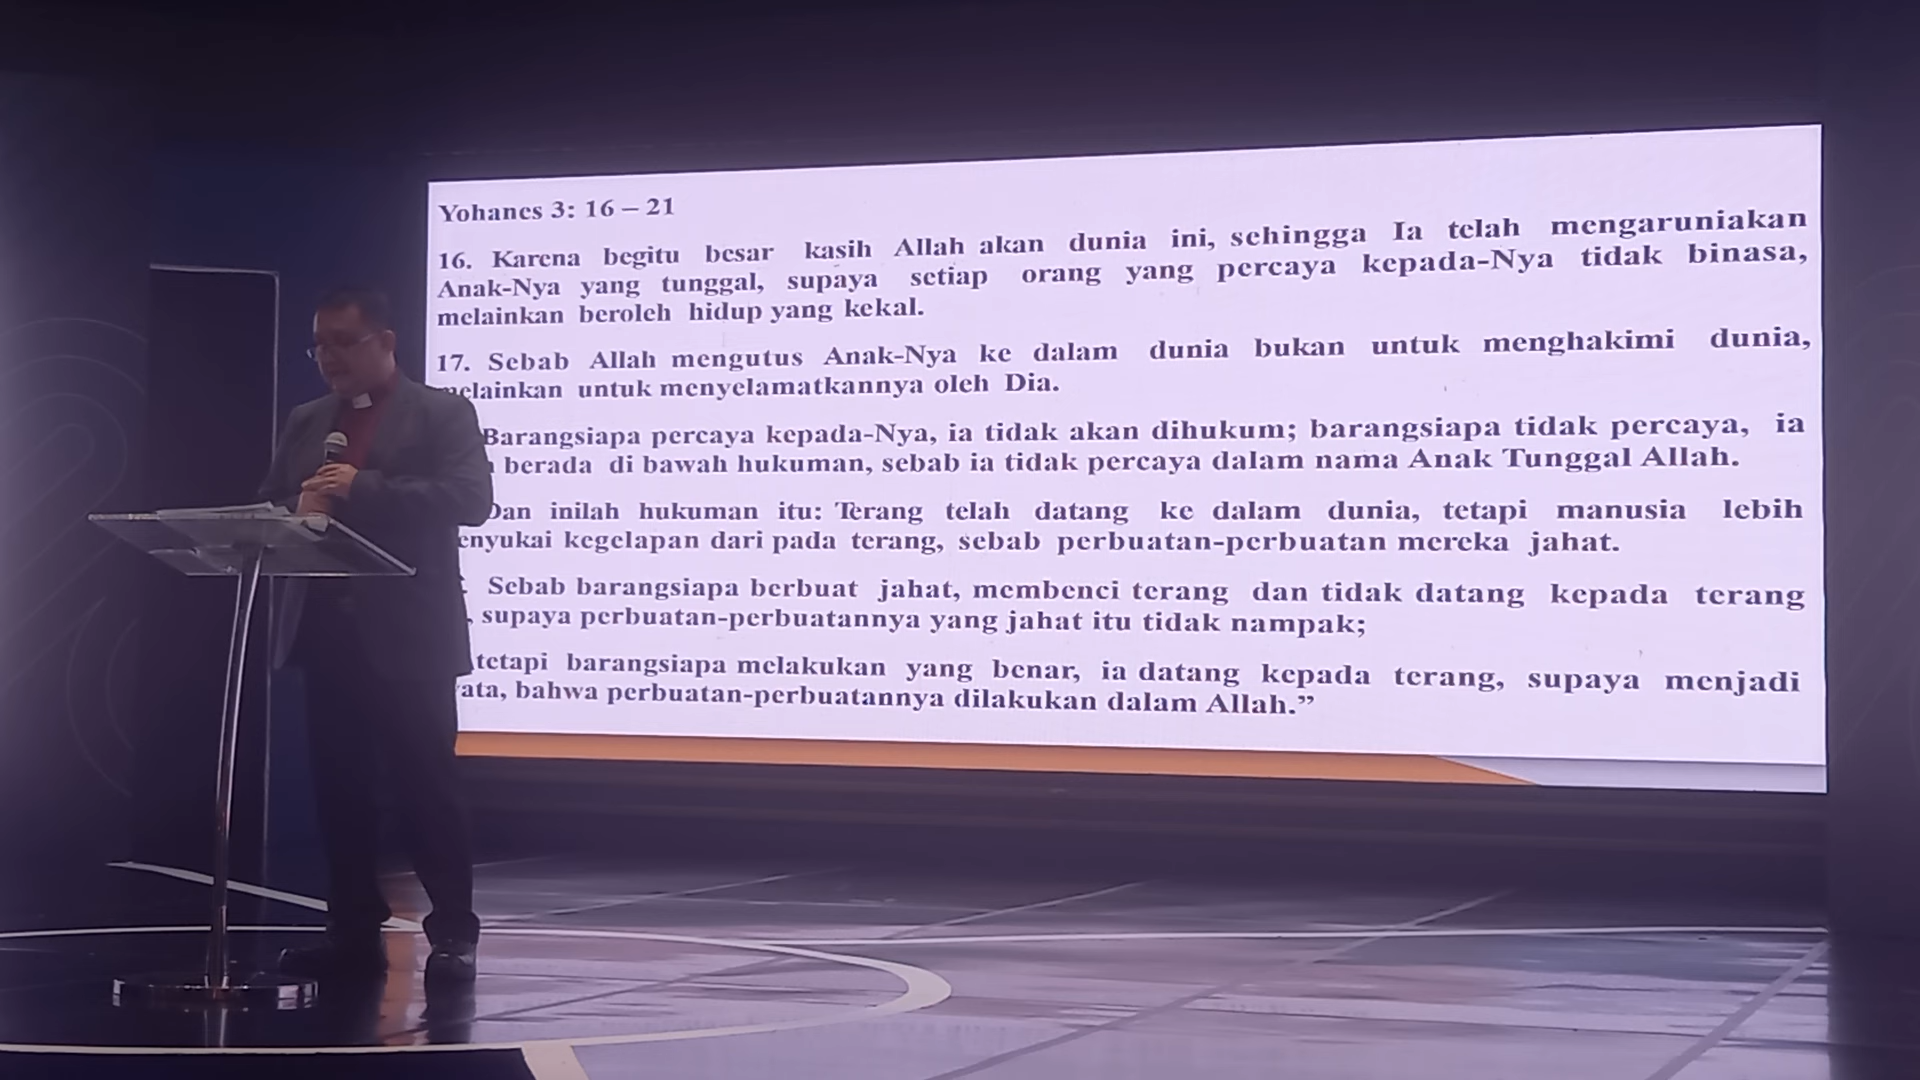 Yohanes 3: 16 – 21
16. Karena begitu besar kasih Allah akan dunia ini, sehingga Ia telah mengaruniakan
Anak-Nya yang tunggal, supaya setiap orang yang percaya kepada-Nya tidak binasa,
melainkan beroleh hidup yang kekal.
17. Sebab Allah mengutus Anak-Nya ke dalam dunia bukan untuk menghakimi dunia,
melainkan untuk menyelamatkannya oleh Dia.
Barangsiapa percaya kepada-Nya, ia tidak akan dihukum; barangsiapa tidak percaya, ia
berada di bawah hukuman, sebab ia tidak percaya dalam nama Anak Tunggal Allah.
Dan inilah hukuman itu: Terang telah datang ke dalam dunia, tetapi manusia lebih
enyukai kegelapan dari pada terang, sebab perbuatan-perbuatan mereka jahat.
Sebab barangsiapa berbuat jahat, membenci terang dan tidak datang kepada terang
, supaya perbuatan-perbuatannya yang jahat itu tidak nampak;
tetapi barangsiapa melakukan yang benar, ia datang kepada terang, supaya menjadi
ata, bahwa perbuatan-perbuatannya dilakukan dalam Allah.”